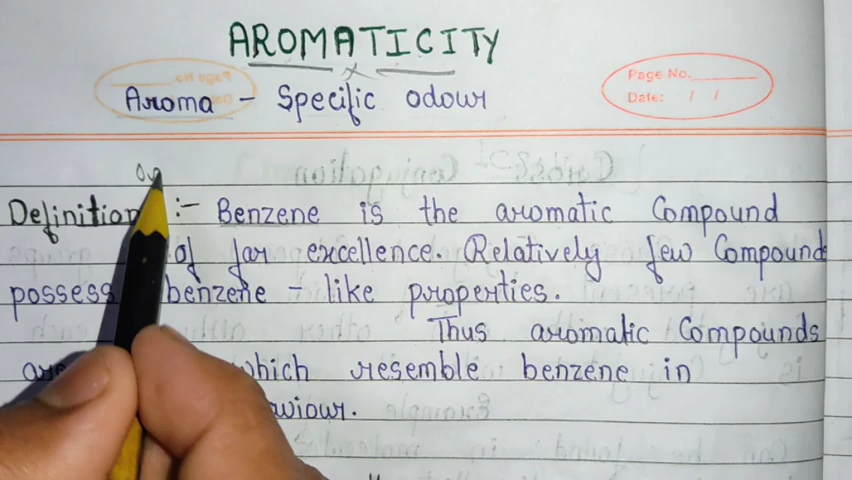 AROMATICITY
Page No.
Aroma - Specific odour
Date: / /
Definition :- Benzene is the aromatic Compound
of far excellence. Relatively few Compound
possess benzene - like properties.
Thus aromatic Compounds
are which resemble benzene in